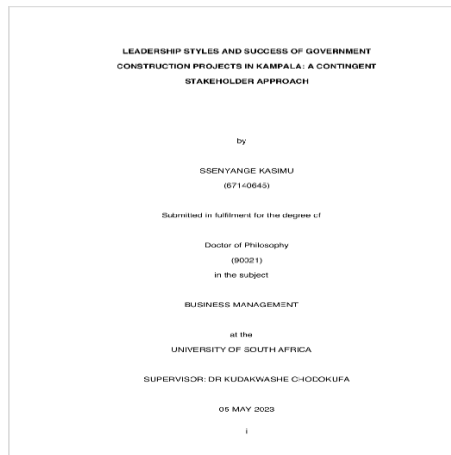 LEADERSHIP STYLES AND SUCCESS OF GOVERNMENT
CONSTRUCTION PROJECTS IN KAMPALA: A CONTINGENT
STAKEHOLDER APPROACH
by
SSENYANGE KASIMU
(67140645)
Submitted in fulfilment for the degree of
Doctor of Philosophy
(90021)
in the subject
BUSINESS MANAGEMENT
at the
UNIVERSITY OF SOUTH AFRICA
SUPERVISOR: DR KUDAKWASHE CHODOKUFA
05 MAY 2023
i